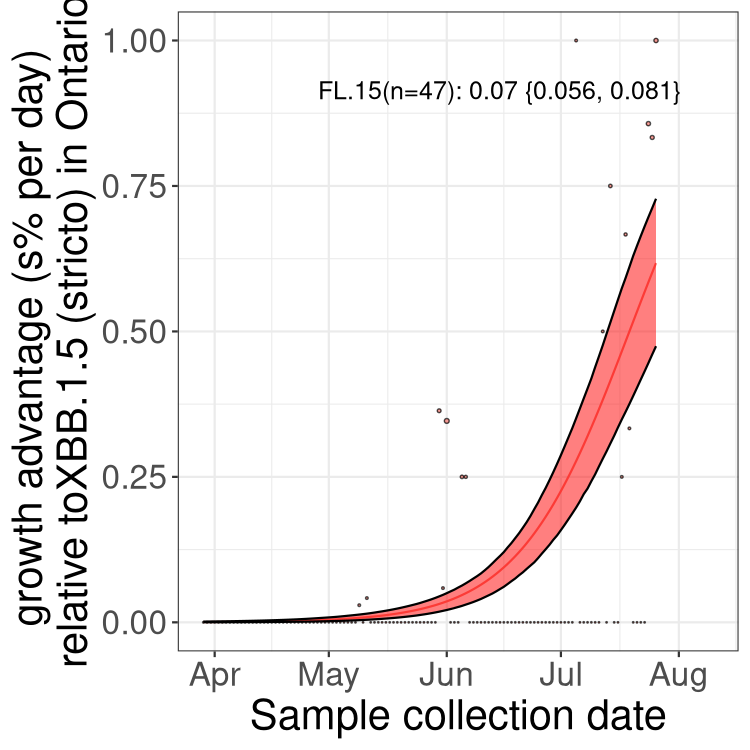 growth advantage (s% per day)
relative toXBB.1.5 (stricto) in Ontario
1.00
0.75
0.50
0.25
0.00
FL.15(n=47): 0.07 {0.056, 0.081}
Apr May Jun Jul Aug
Sample collection date